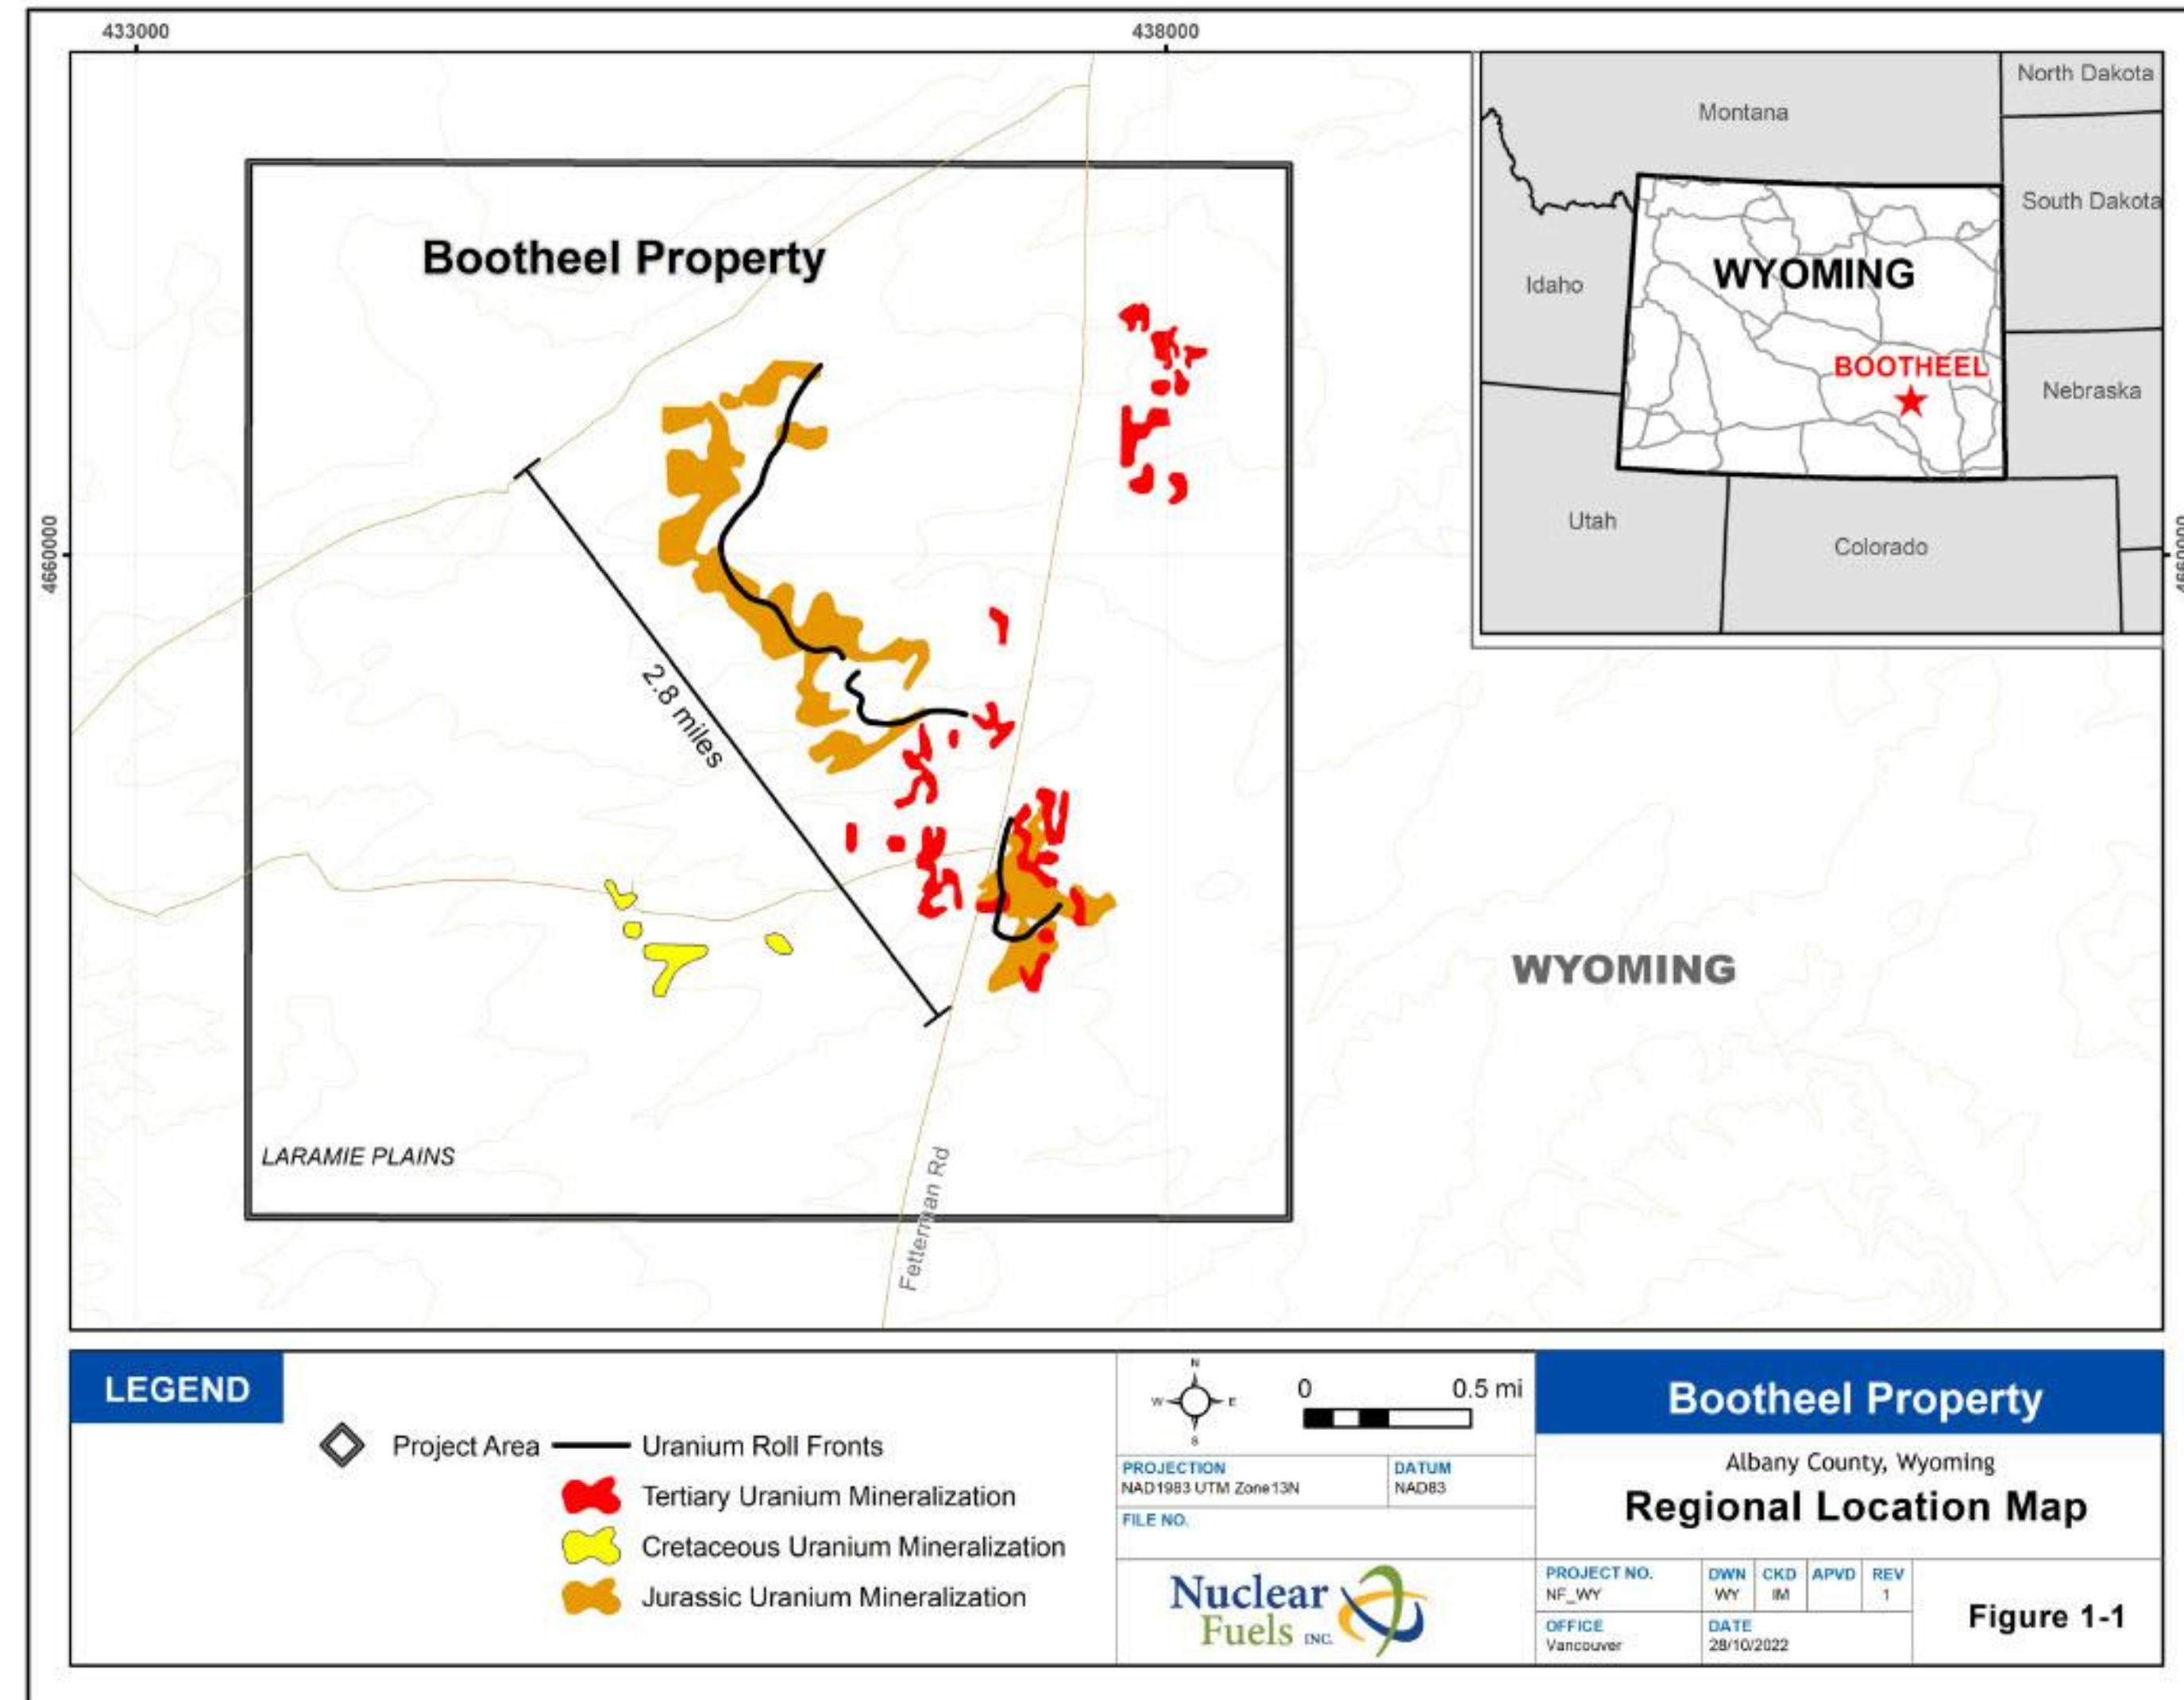 433000
438000
4660000
4660000
Bootheel Property
2.8 miles
LARAMIE PLAINS
Fetterman Rd
WYOMING
North Dakota
Montana
South Dakota
Idaho
WYOMING
BOOTHEEL
Nebraska
Utah
Colorado
LEGEND
Project Area
Uranium Roll Fronts
Tertiary Uranium Mineralization
Cretaceous Uranium Mineralization
Jurassic Uranium Mineralization
N
W E
S
0 0.5 mi
PROJECTION
NAD1983 UTM Zone13N
DATUM
NAD83
FILE NO.
Nuclear
Fuels INC.
Bootheel Property
Albany County, Wyoming
Regional Location Map
PROJECT NO.
NF_WY
DWN CKD APVD REV
WY IM 1
OFFICE
Vancouver
DATE
28/10/2022
Figure 1-1